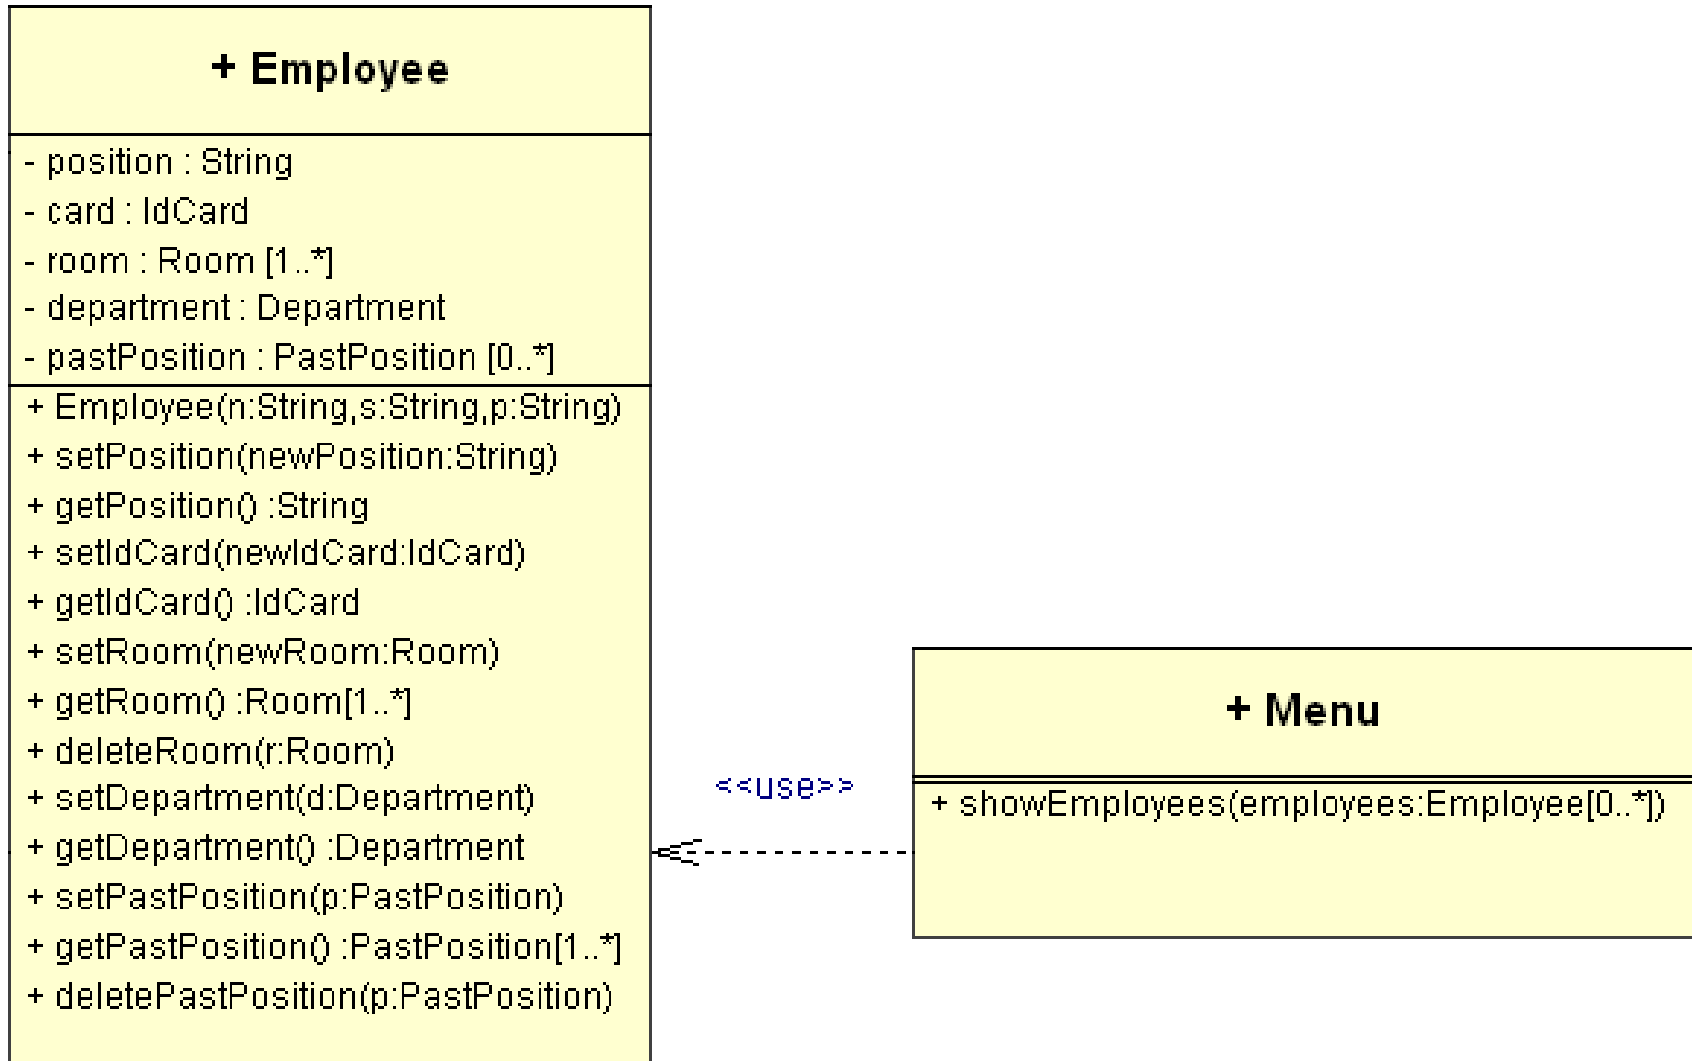 + Employee
- position : String
- card : IdCard
- room : Room [1..*]
- department : Department
- pastPosition : PastPosition [0..*]
+ Employee(n:String,s:String,p:String)
+ setPosition(newPosition:String)
+ getPosition() :String
+ setIdCard(newIdCard:IdCard)
+ getIdCard() :IdCard
+ setRoom(newRoom:Room)
+ getRoom() :Room[1..*]
+ deleteRoom(r:Room)
+ setDepartment(d:Department)
+ getDepartment() :Department
+ setPastPosition(p:PastPosition)
+ getPastPosition() :PastPosition[1..*]
+ deletePastPosition(p:PastPosition)
<<use>>
+ Menu
+ showEmployees(employees:Employee[0..*])